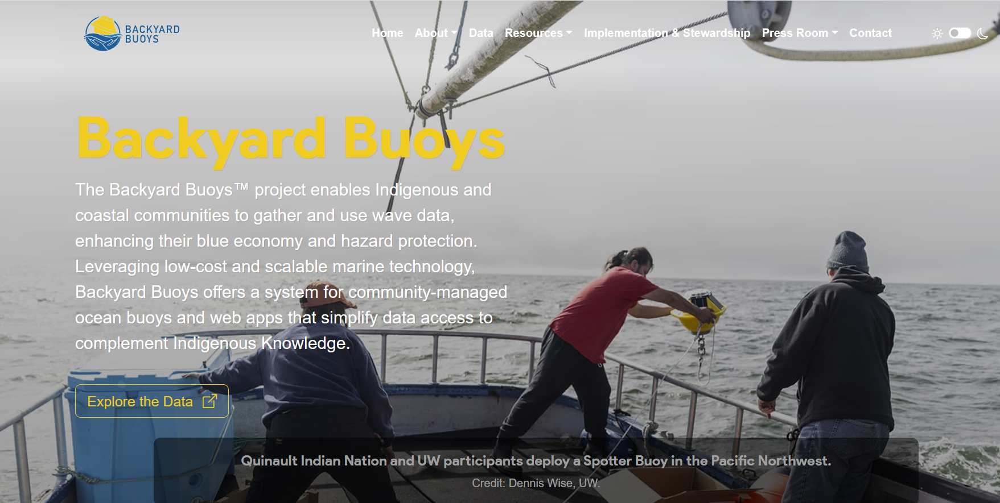 BACKYARD
BUOYS
Home About Data Resources Implementation & Stewardship Press Room Contact
Backyard Buoys
The Backyard Buoys™ project enables Indigenous and
coastal communities to gather and use wave data,
enhancing their blue economy and hazard protection.
Leveraging low-cost and scalable marine technology,
Backyard Buoys offers a system for community-managed
ocean buoys and web apps that simplify data access to
complement Indigenous Knowledge.
Explore the Data
Quinault Indian Nation and UW participants deploy a Spotter Buoy in the Pacific Northwest.
Credit: Dennis Wise, UW.